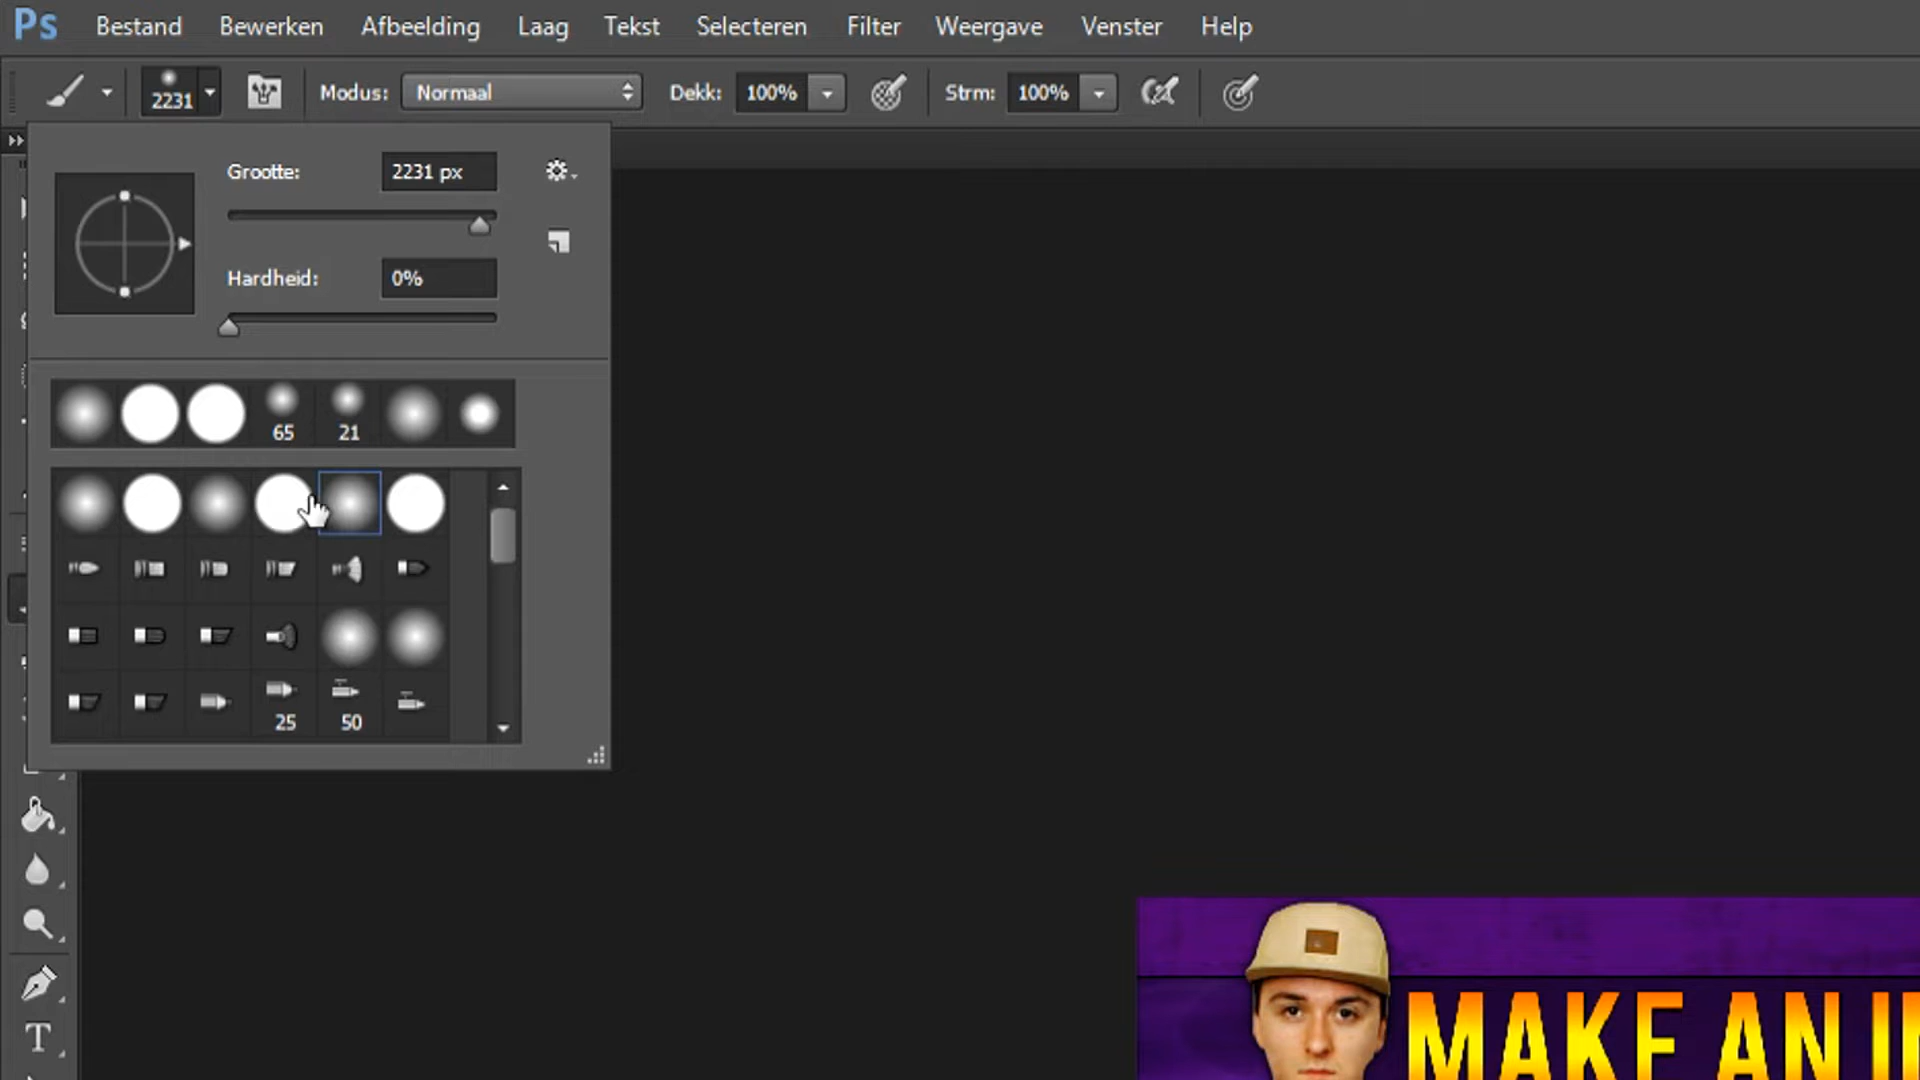 Ps Bestand Bewerken Afbeelding Laag Tekst Selecteren Filter Weergave Venster Help
2231 Modus: Normaal Dekk: 100% Strm: 100%
Grootte: 2231 px
Hardheid: 0%
65 21
25 50
T
MAKE AN